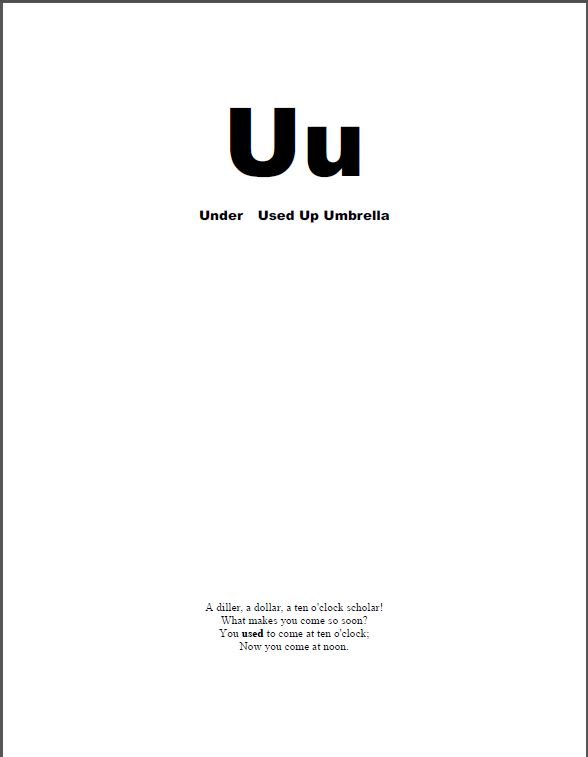 Uu
Under Used Up Umbrella
A diller, a dollar, a ten o'clock scholar!
What makes you come so soon?
You used to come at ten o'clock;
Now you come at noon.